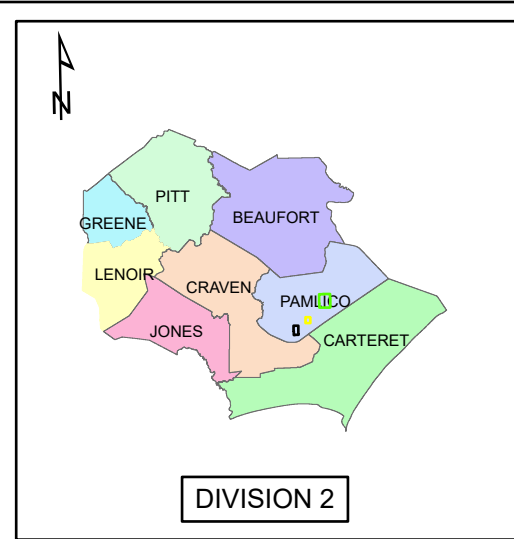 N
PITT
GREENE
BEAUFORT
LENOIR
CRAVEN
PAMLICO
JONES
CARTERET
DIVISION 2